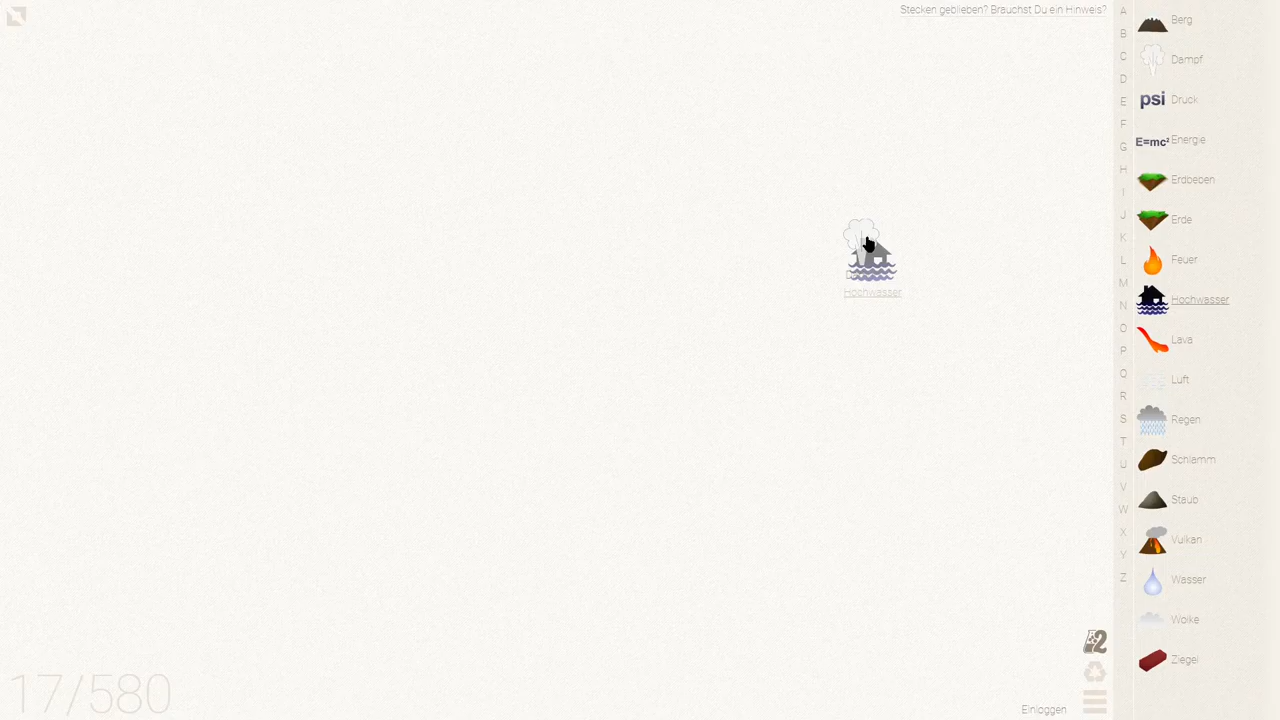 Stecken geblieben? Brauchst Du ein Hinweis?
A
B
C
D
E
F
G
H
I
J
K
L
M
N
O
P
Q
R
S
T
U
V
W
X
Y
Z
Berg
Dampf
psi Druck
E=mc² Energie
Erdbeben
Erde
Feuer
Hochwasser
Lava
Luft
Regen
Schlamm
Staub
Vulkan
Wasser
Wolke
Ziegel
Hochwasser
17/580
Einloggen